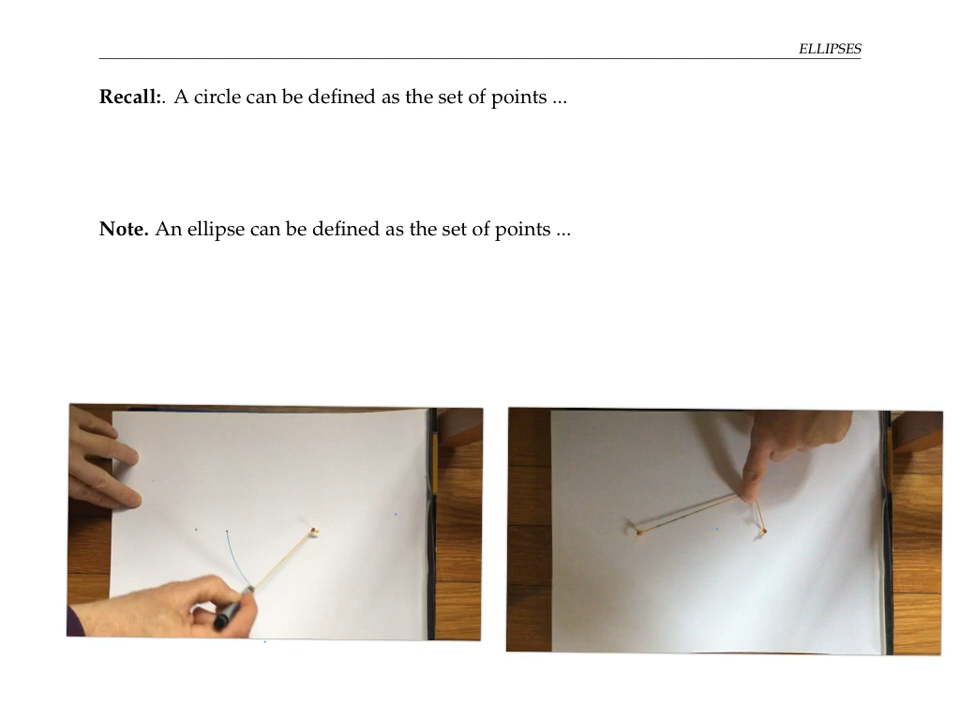 ELLIPSES
Recall:. A circle can be defined as the set of points ...
Note. An ellipse can be defined as the set of points ...